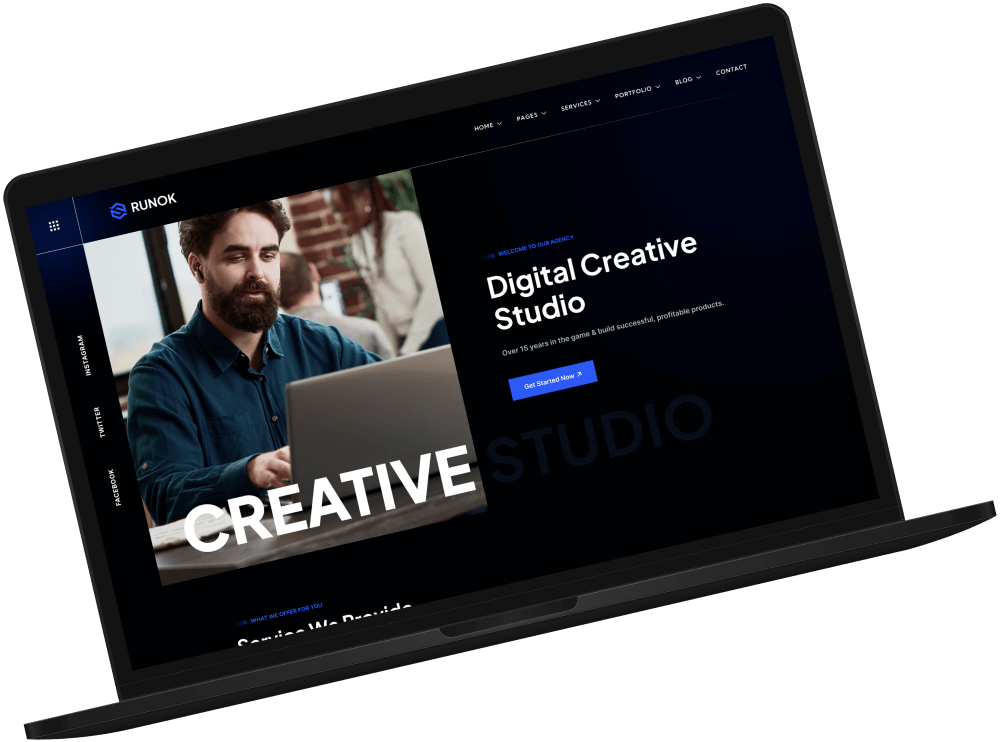 HOME
PAGES
SERVICES
PORTFOLIO
BLOG
CONTACT
RUNOK
INSTAGRAM
TWITTER
FACEBOOK
WELCOME TO OUR AGENCY
Digital Creative
Studio
Over 15 years in the game & build successful, profitable products.
Get Started Now
CREATIVE STUDIO
WHAT WE OFFER FOR YOU
Service We Provide